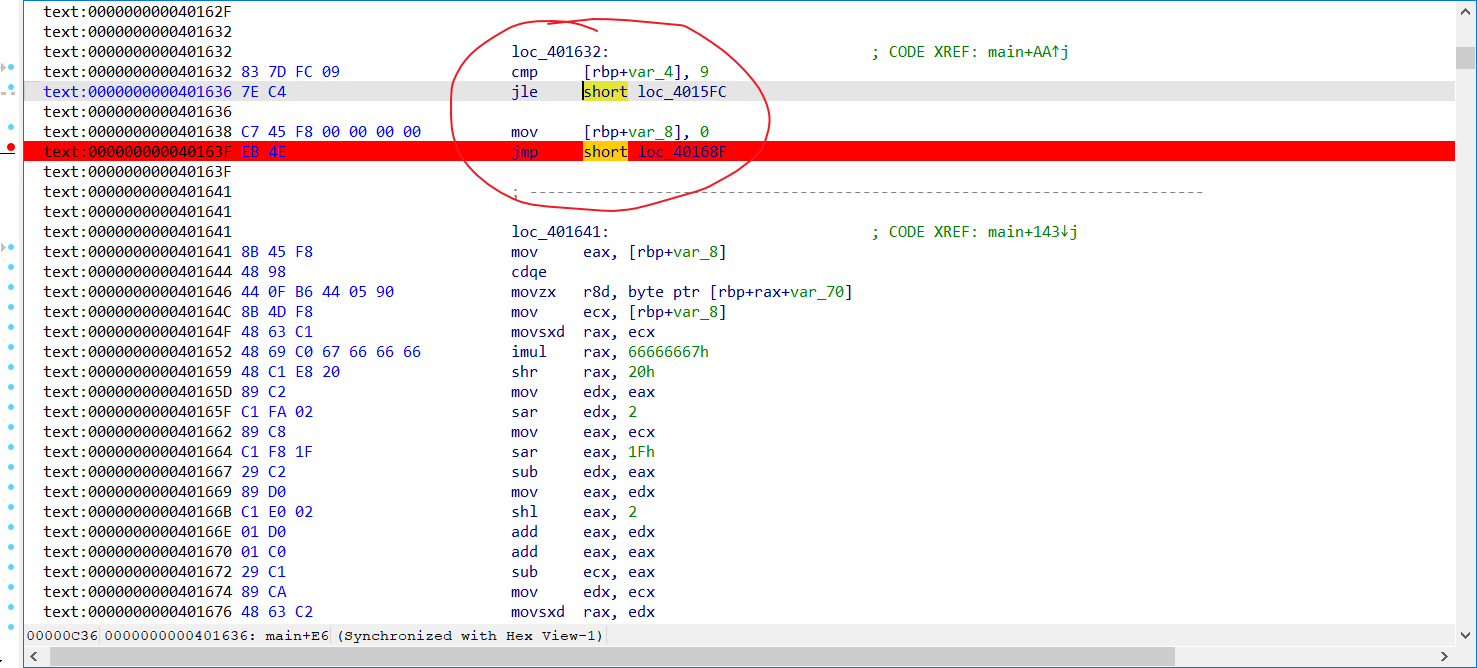 text:000000000040162F
text:0000000000401632
text:0000000000401632 loc_401632: ; CODE XREF: main+AA↑j
text:0000000000401632 83 7D FC 09 cmp [rbp+var_4], 9
text:0000000000401636 7E C4 jle short loc_4015FC
text:0000000000401636
text:0000000000401638 C7 45 F8 00 00 00 00 mov [rbp+var_8], 0
text:000000000040163F EB 4E jmp short loc_40168F
text:000000000040163F
text:0000000000401641 ; ---------------------------------------------------------------------------
text:0000000000401641
text:0000000000401641 loc_401641: ; CODE XREF: main+143↓j
text:0000000000401641 8B 45 F8 mov eax, [rbp+var_8]
text:0000000000401644 48 98 cdqe
text:0000000000401646 44 0F B6 44 05 90 movzx r8d, byte ptr [rbp+rax+var_70]
text:000000000040164C 8B 4D F8 mov ecx, [rbp+var_8]
text:000000000040164F 48 63 C1 movsxd rax, ecx
text:0000000000401652 48 69 C0 67 66 66 66 imul rax, 66666667h
text:0000000000401659 48 C1 E8 20 shr rax, 20h
text:000000000040165D 89 C2 mov edx, eax
text:000000000040165F C1 FA 02 sar edx, 2
text:0000000000401662 89 C8 mov eax, ecx
text:0000000000401664 C1 F8 1F sar eax, 1Fh
text:0000000000401667 29 C2 sub edx, eax
text:0000000000401669 89 D0 mov eax, edx
text:000000000040166B C1 E0 02 shl eax, 2
text:000000000040166E 01 D0 add eax, edx
text:0000000000401670 01 C0 add eax, eax
text:0000000000401672 29 C1 sub ecx, eax
text:0000000000401674 89 CA mov edx, ecx
text:0000000000401676 48 63 C2 movsxd rax, edx
00000C36 0000000000401636: main+E6 (Synchronized with Hex View-1)